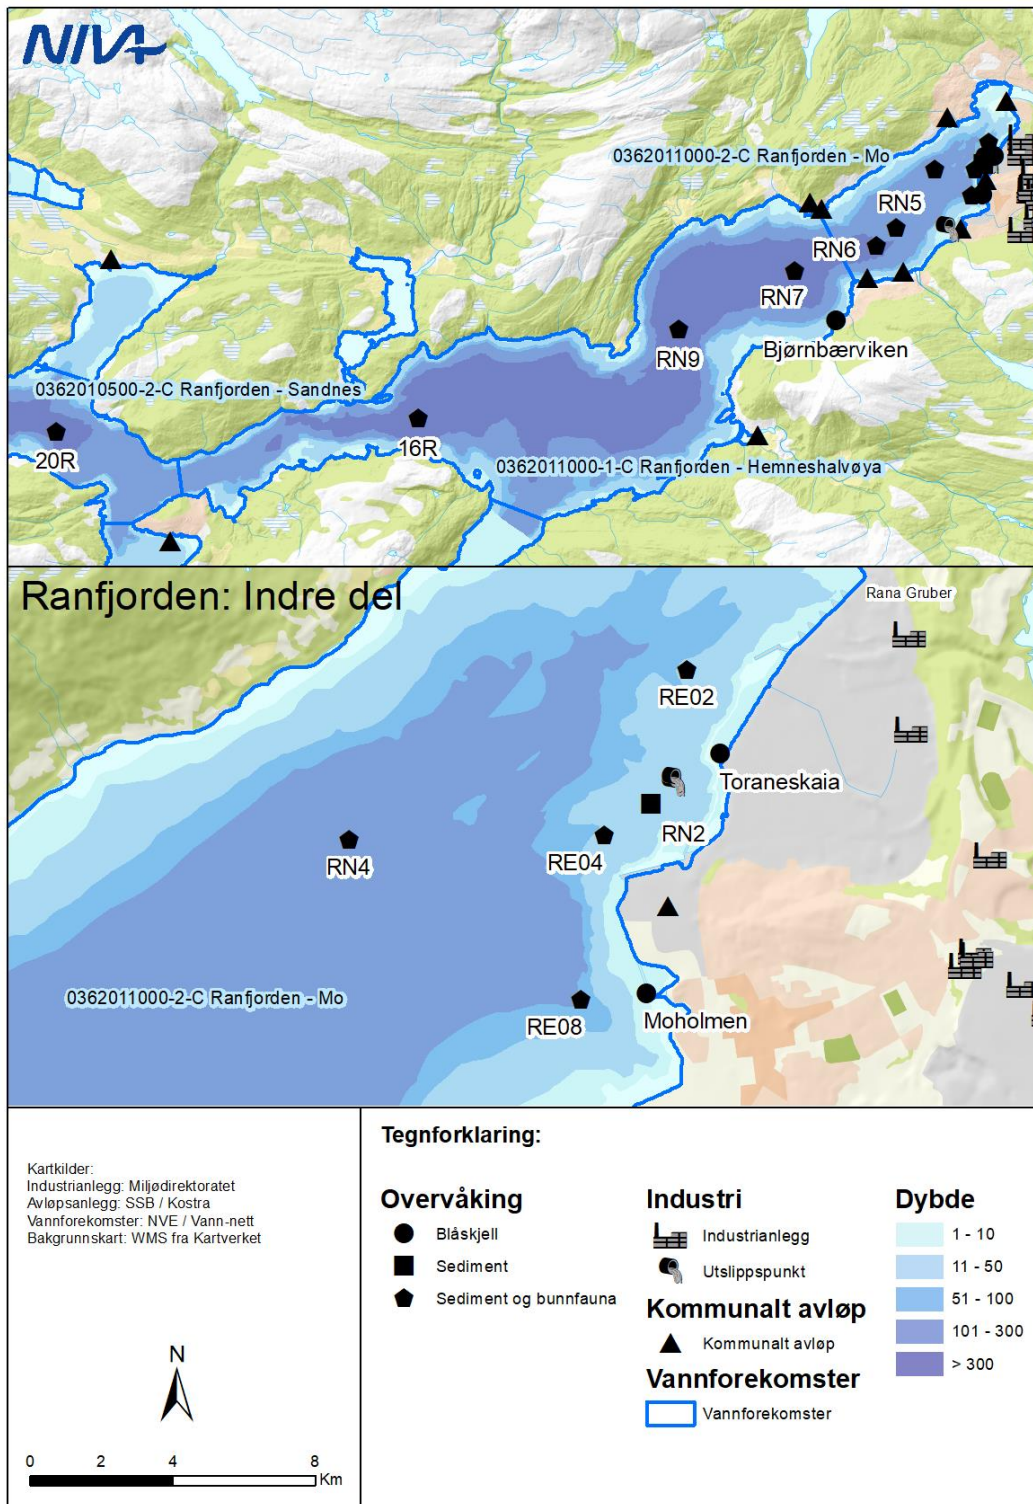 NIVA
0362011000-2-C Ranfjorden - Mo
RN5
RN6
RN7
RN9
Bjørnbærviken
0362010500-2-C Ranfjorden - Sandnes
16R
20R
0362011000-1-C Ranfjorden - Hemneshalvøya
Ranfjorden: Indre del
Rana Gruber
RE02
Toraneskaia
RN2
RE04
RN4
0362011000-2-C Ranfjorden - Mo
RE08
Moholmen
Kartkilder:
Industrianlegg: Miljødirektoratet
Avløpsanlegg: SSB / Kostra
Vannforekomster: NVE / Vann-nett
Bakgrunnskart: WMS fra Kartverket
N
0 2 4 8
Km
Tegnforklaring:
Overvåking
Blåskjell
Sediment
Sediment og bunnfauna
Industri
Industrianlegg
Utslippspunkt
Kommunalt avløp
Kommunalt avløp
Vannforekomster
Vannforekomster
Dybde
1 - 10
11 - 50
51 - 100
101 - 300
> 300